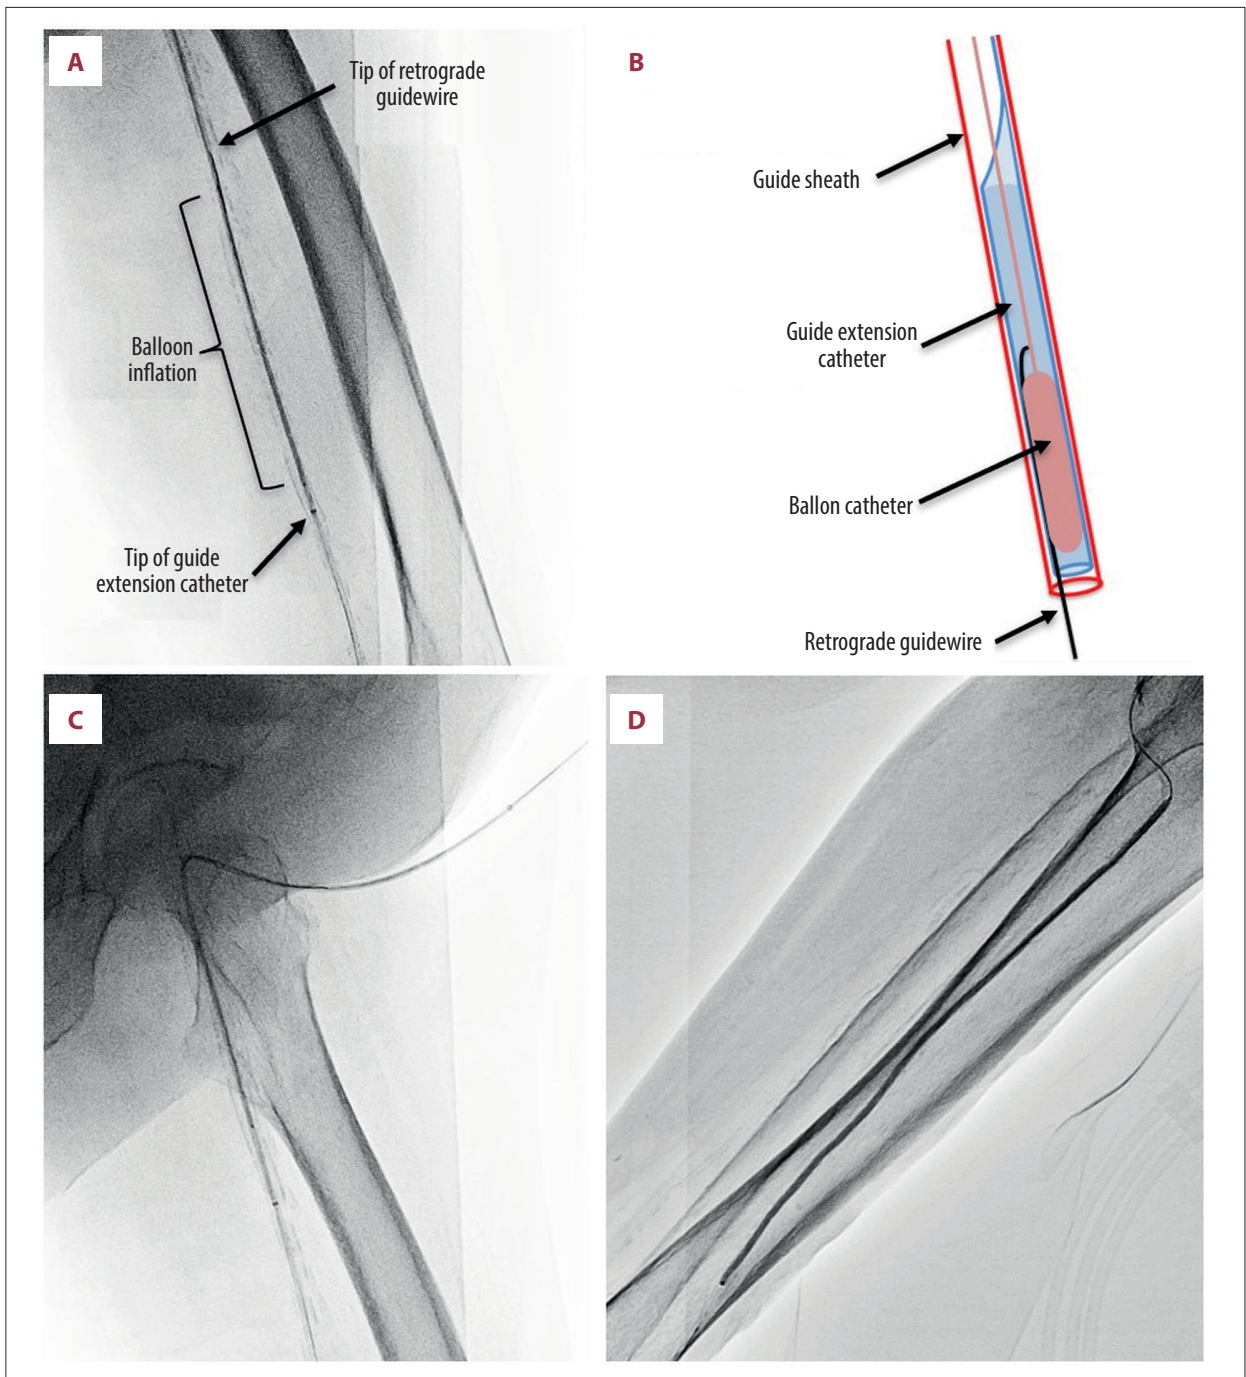 A
Tip of retrograde
guidewire
Balloon
inflation
Tip of guide
extension catheter
B
Guide sheath
Guide extension
catheter
Ballon catheter
Retrograde guidewire
C
D